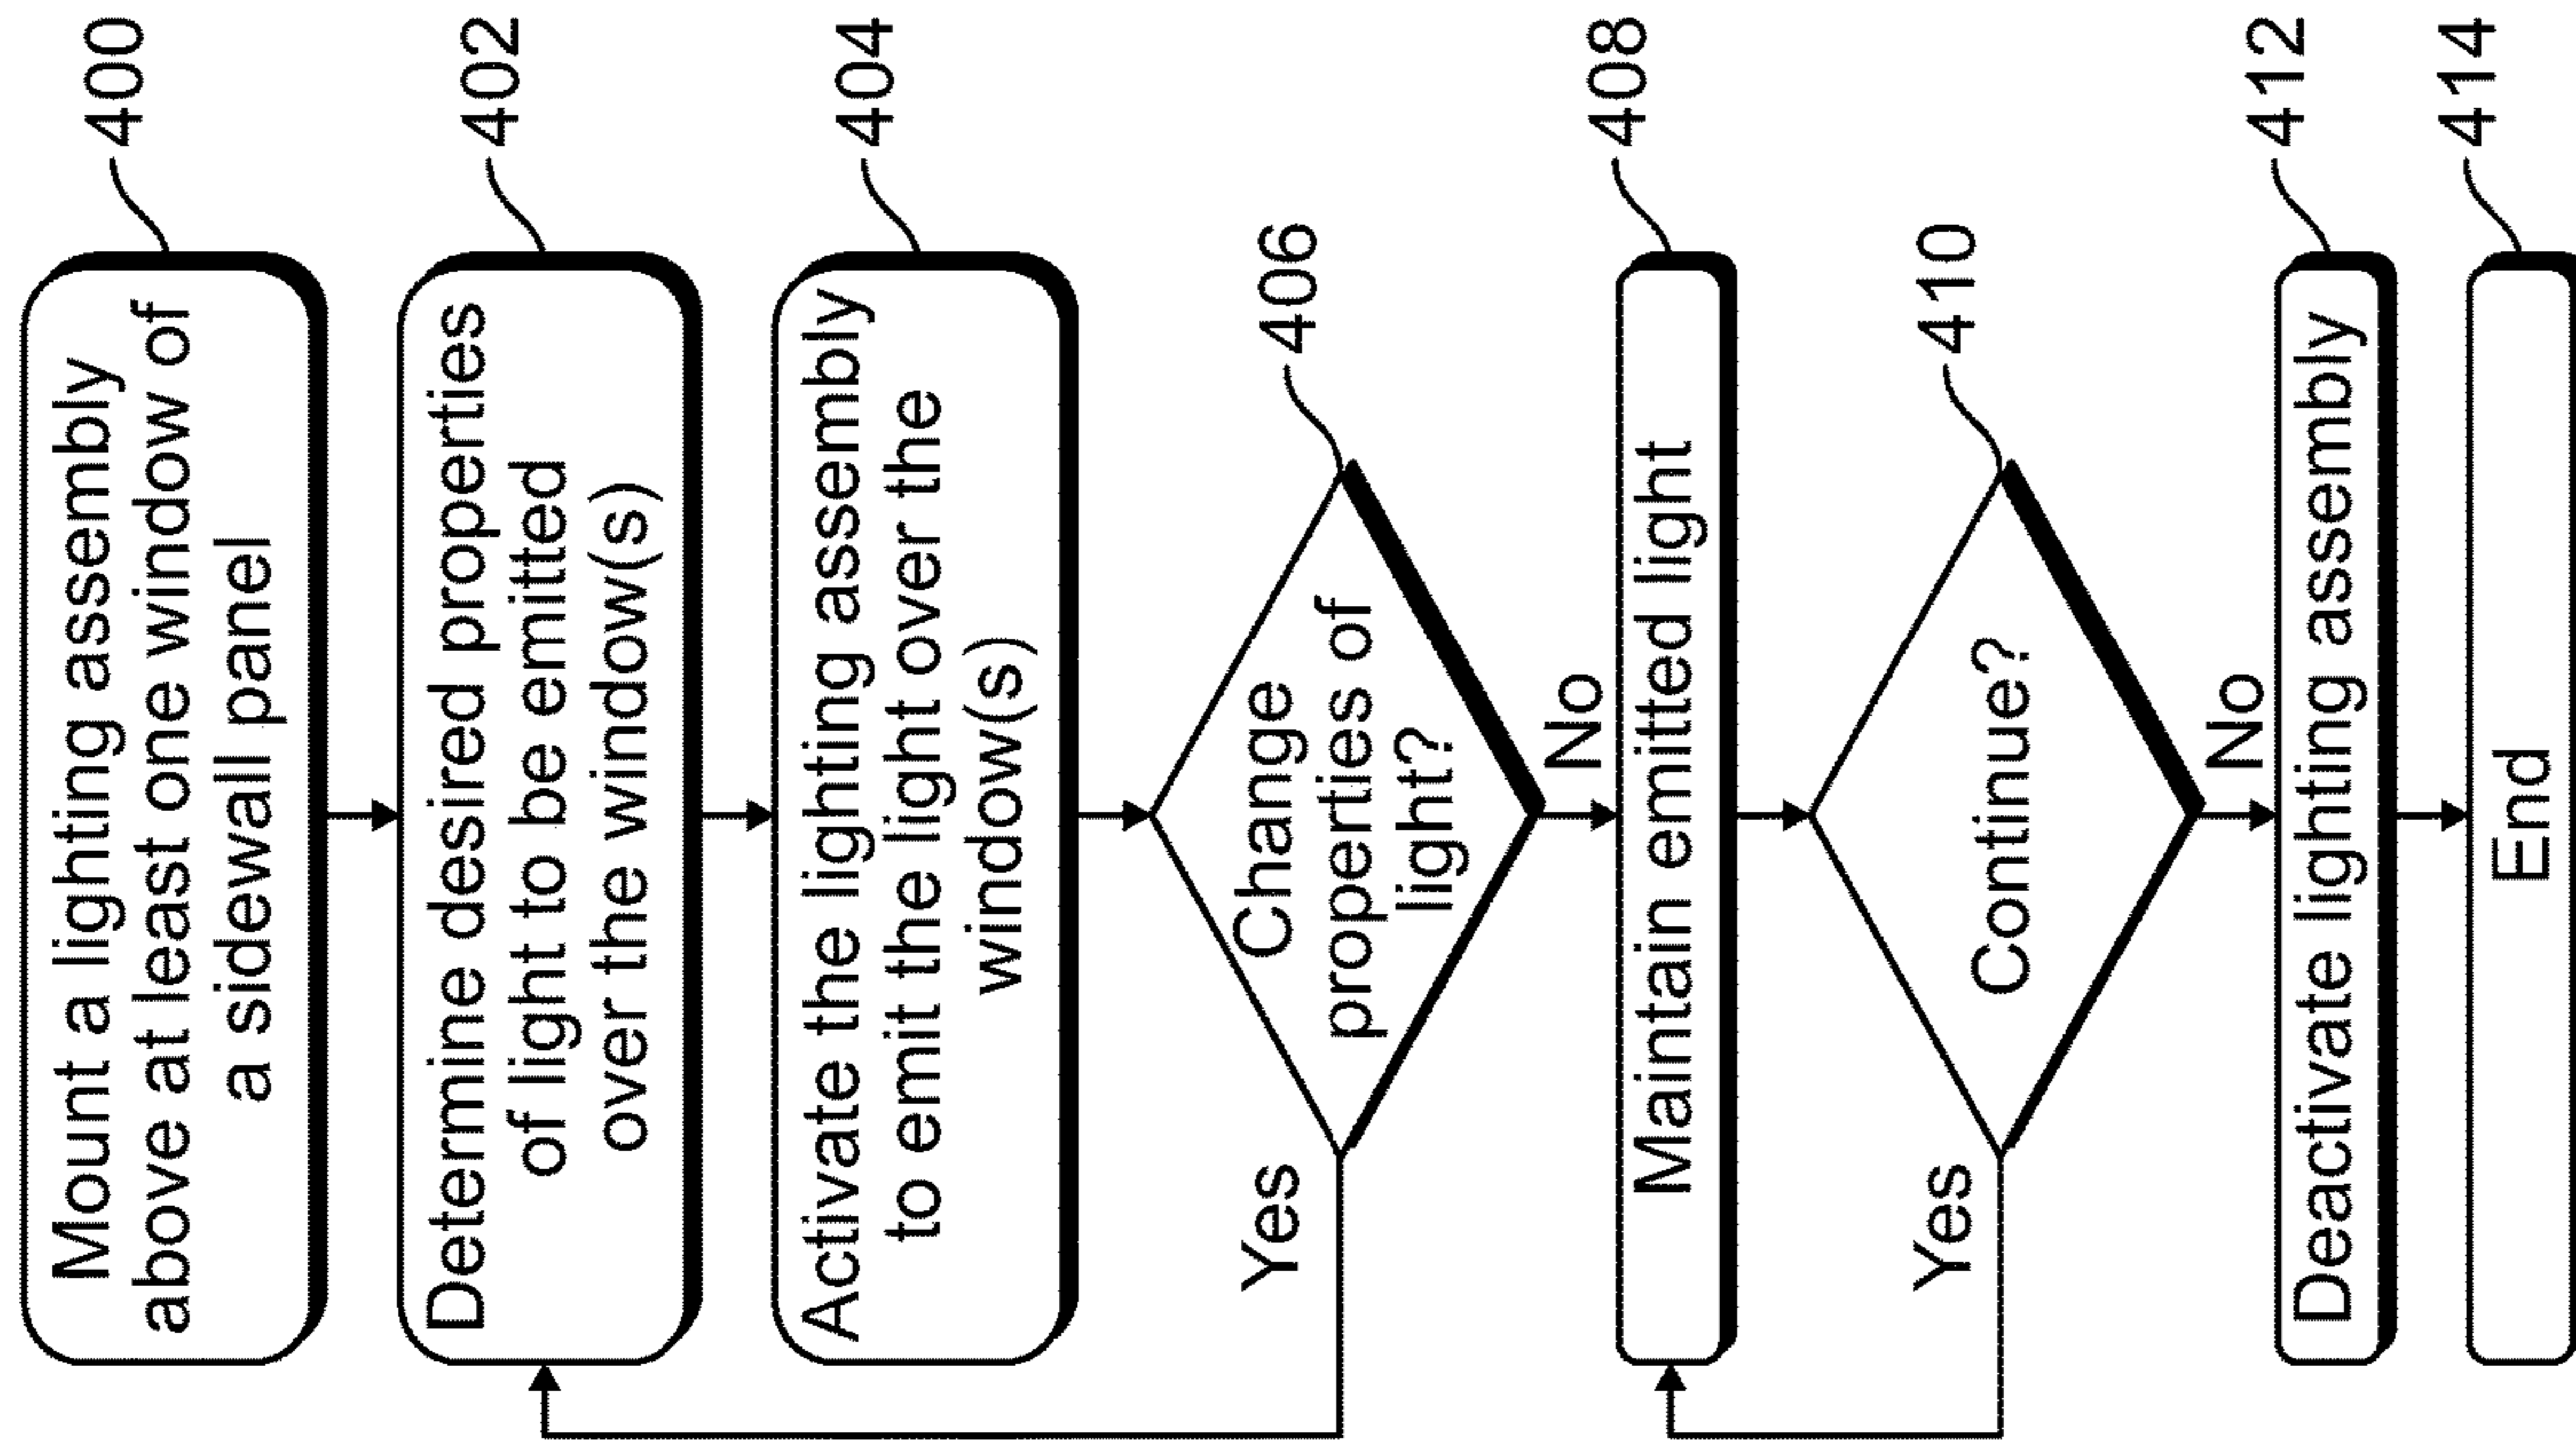 Mount a lighting assembly
above at least one window of
a sidewall panel
400
Determine desired properties
of light to be emitted
over the window(s)
402
Activate the lighting assembly
to emit the light over the
window(s)
404
Change
properties of
light?
406
Yes
No
Maintain emitted light
408
Continue?
410
Yes
No
Deactivate lighting assembly
412
End
414